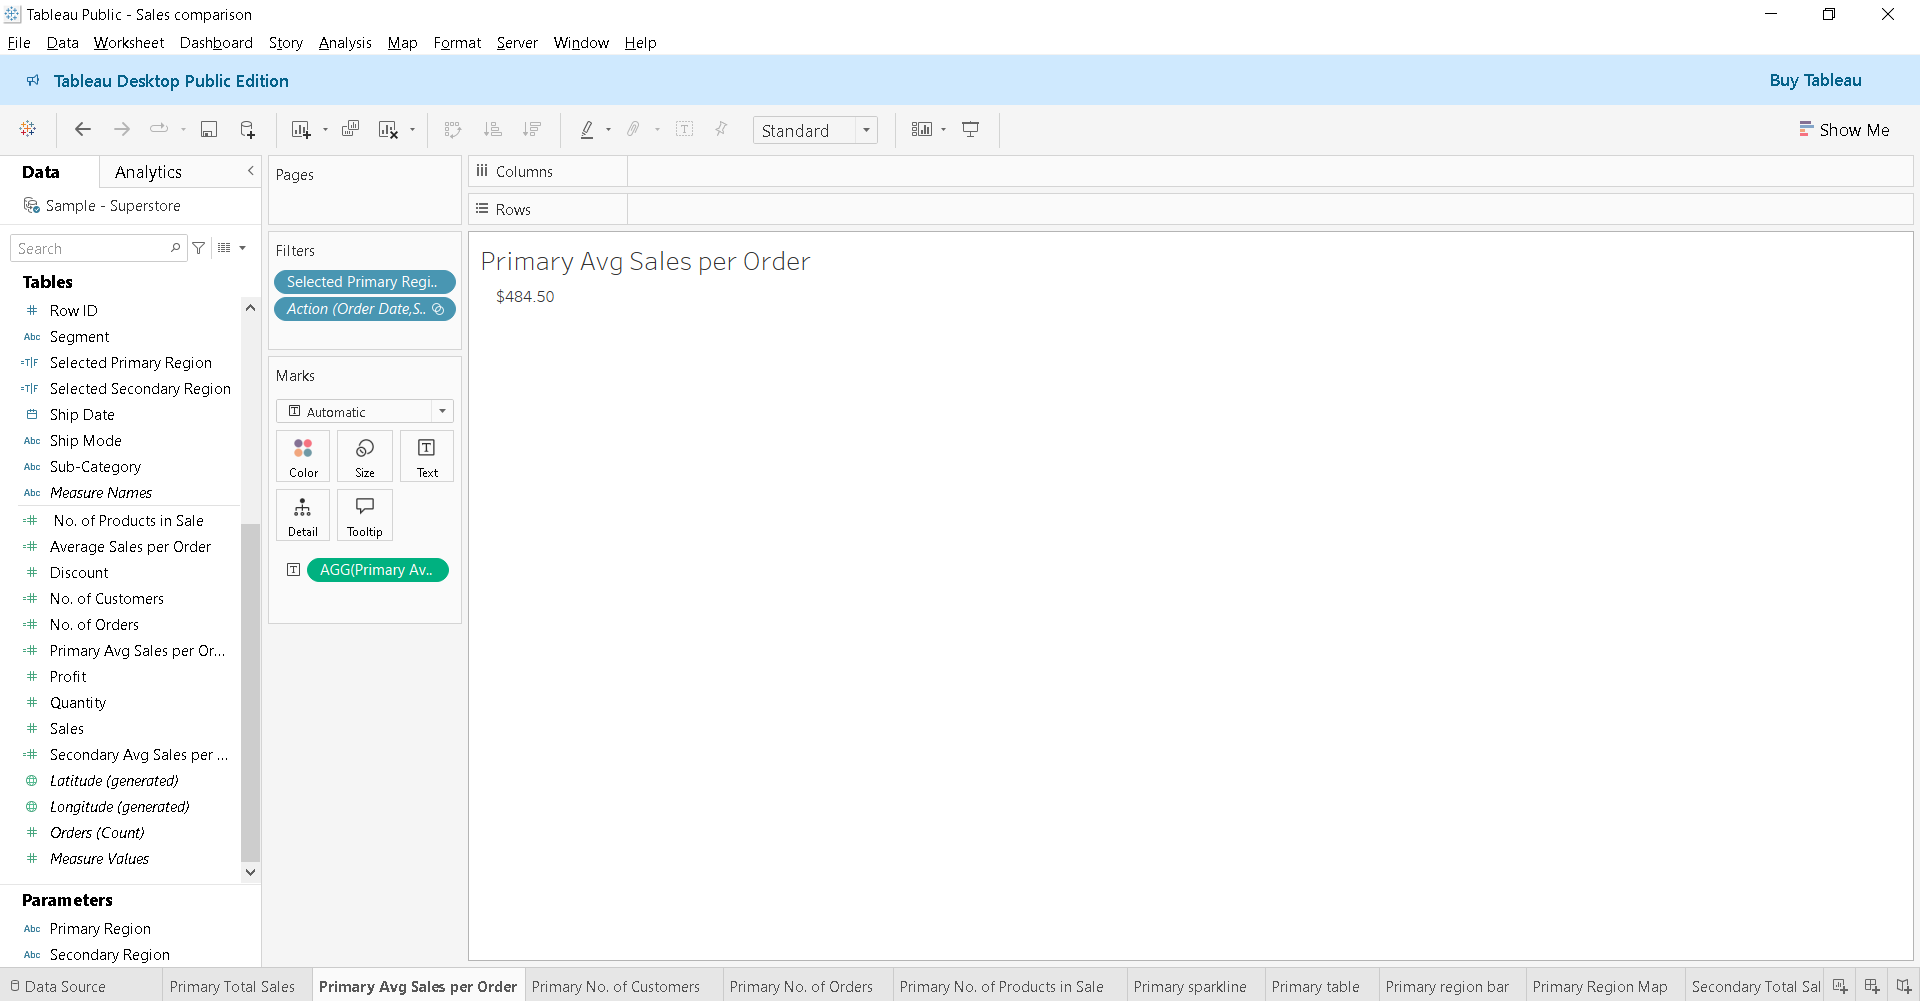 Tableau Public - Sales comparison
File Data Worksheet Dashboard Story Analysis Map Format Server Window Help
Tableau Desktop Public Edition
Buy Tableau
Standard
Show Me
Data
Analytics
Sample - Superstore
Search
Tables
# Row ID
Abc Segment
=T|F Selected Primary Region
=T|F Selected Secondary Region
Ship Date
Abc Ship Mode
Abc Sub-Category
Abc Measure Names
=# No. of Products in Sale
=# Average Sales per Order
# Discount
=# No. of Customers
=# No. of Orders
=# Primary Avg Sales per Or...
# Profit
# Quantity
# Sales
=# Secondary Avg Sales per ...
Latitude (generated)
Longitude (generated)
# Orders (Count)
# Measure Values
Parameters
Abc Primary Region
Abc Secondary Region
Pages
Filters
Selected Primary Regi..
Action (Order Date,S..
Marks
T Automatic
Color
Size
T
Text
Detail
Tooltip
T AGG(Primary Av..
Columns
Rows
Primary Avg Sales per Order
$484.50
Data Source
Primary Total Sales
Primary Avg Sales per Order
Primary No. of Customers
Primary No. of Orders
Primary No. of Products in Sale
Primary sparkline
Primary table
Primary region bar
Primary Region Map
Secondary Total Sal